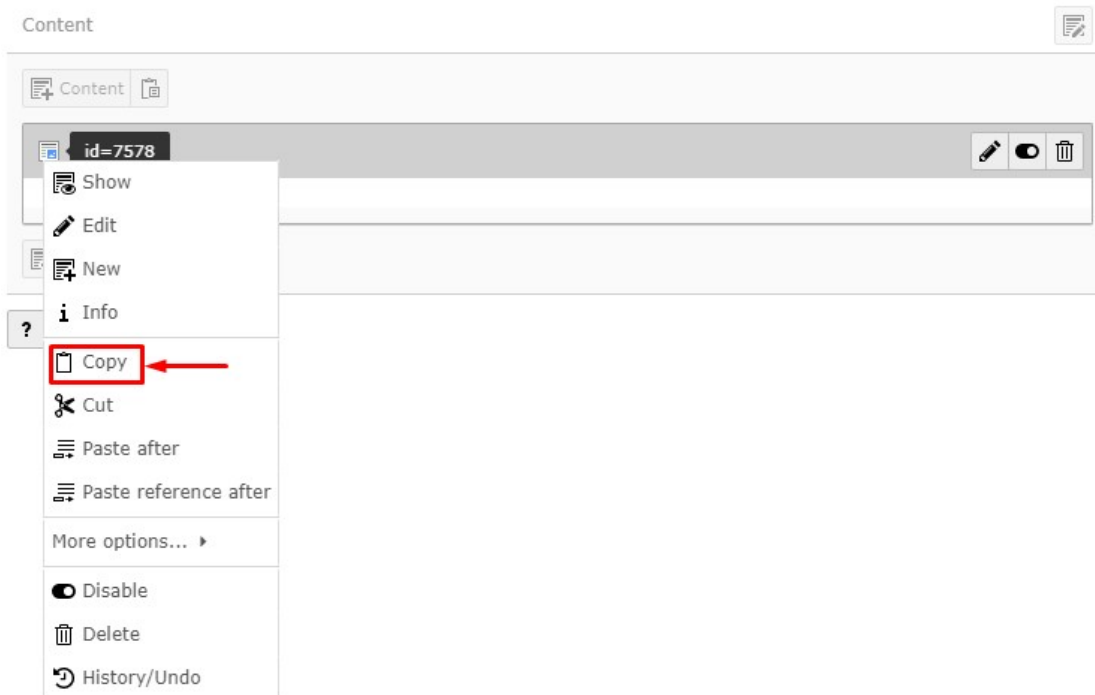 Content
Content
id=7578
Show
Edit
New
Info
?
Copy
Cut
Paste after
Paste reference after
More options...
Disable
Delete
History/Undo